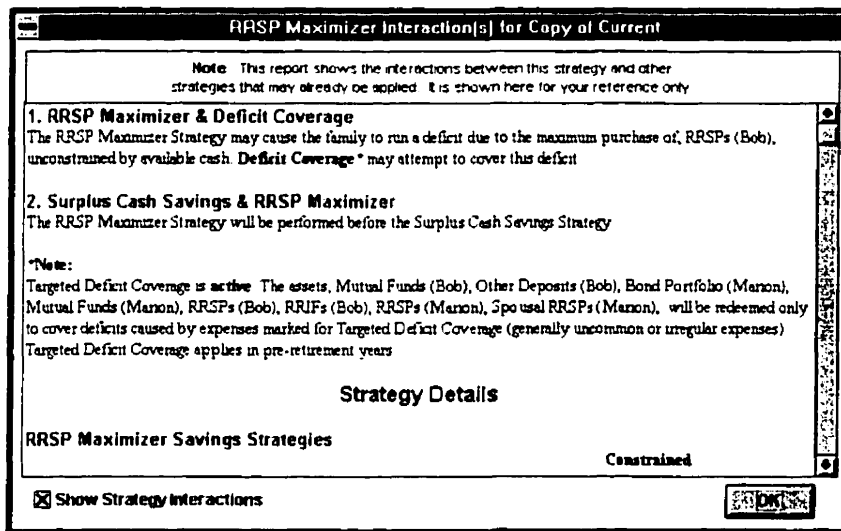 RRSP Maximizer Interaction(s) for Copy of Current
Note This report shows the interactions between this strategy and other
strategies that may already be applied. It is shown here for your reference only
1. RRSP Maximizer & Deficit Coverage
The RRSP Maximizer Strategy may cause the family to run a deficit due to the maximum purchase of, RRSPs (Bob),
unconstrained by available cash. Deficit Coverage * may attempt to cover this deficit
2. Surplus Cash Savings & RRSP Maximizer
The RRSP Maximizer Strategy will be performed before the Surplus Cash Savings Strategy
*Note:
Targeted Deficit Coverage is active The assets, Mutual Funds (Bob), Other Deposits (Bob), Bond Portfolio (Marion),
Mutual Funds (Marion), RRSPs (Bob), RRIFs (Bob), RRSPs (Marion), Spousal RRSPs (Marion), will be redeemed only
to cover deficits caused by expenses marked for Targeted Deficit Coverage (generally uncommon or irregular expenses)
Targeted Deficit Coverage applies in pre-retirement years
Strategy Details
RRSP Maximizer Savings Strategies
Constrained
Show Strategy Interactions
OK